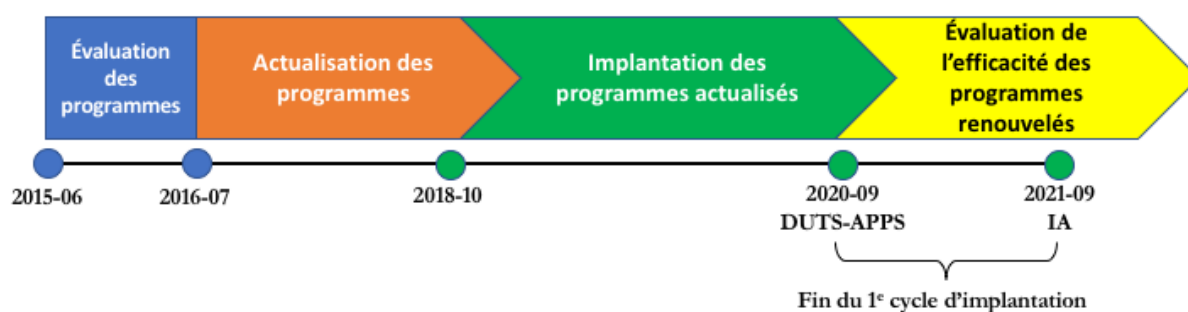 Évaluation
des
programmes
Actualisation des
programmes
Implantation des
programmes actualisés
Évaluation de
l'efficacité des
programmes
renouvelés
2015-06
2016-07
2018-10
2020-09
DUTS-APPS
2021-09
IA
Fin du 1e cycle d'implantation